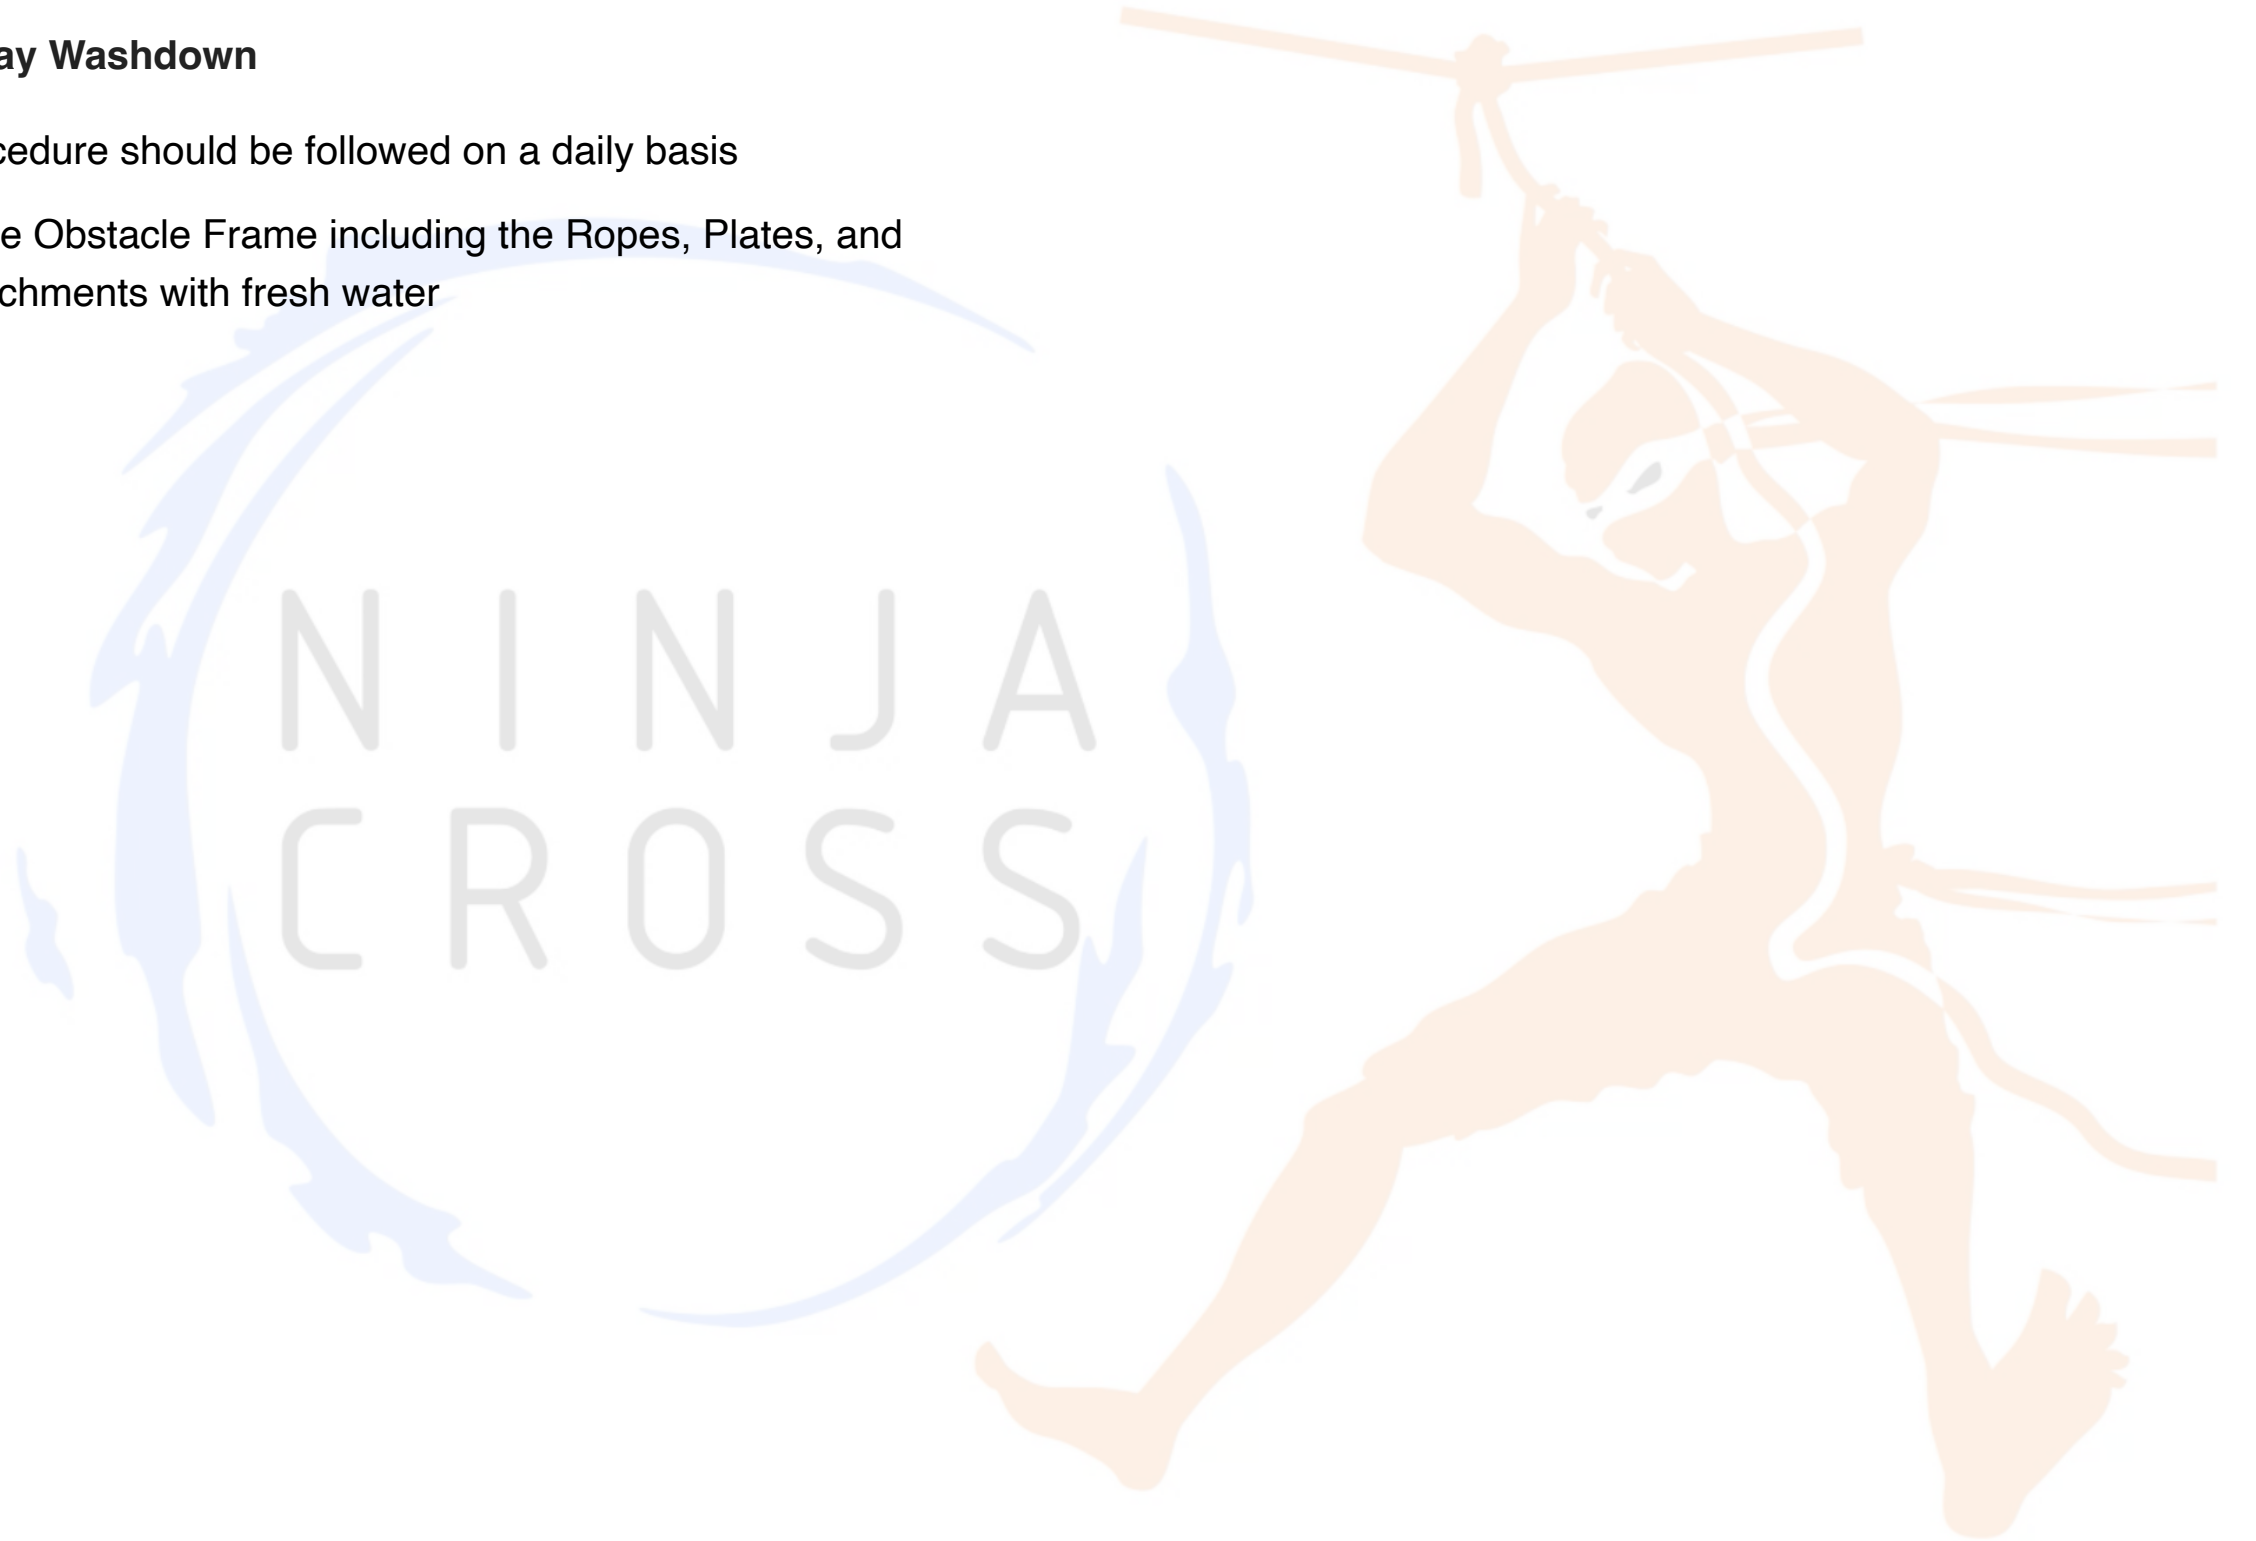 ay Washdown
cedure should be followed on a daily basis
e Obstacle Frame including the Ropes, Plates, and
chments with fresh water
NINJA
CROSS